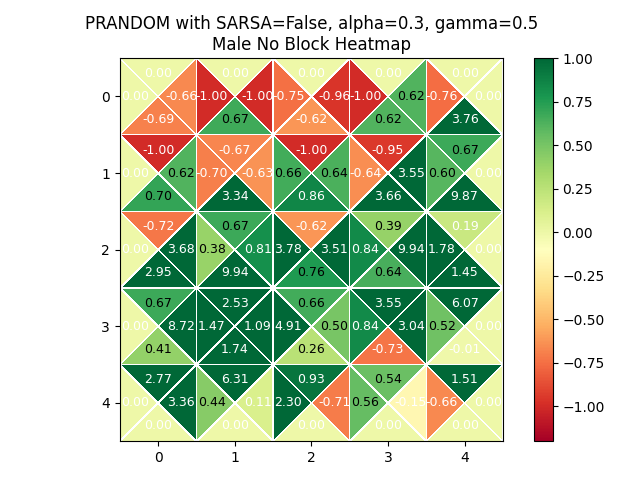 PRANDOM with SARSA=False, alpha=0.3, gamma=0.5
Male No Block Heatmap
0.00 0.00 0.00 0.00 0.00
0 0.00 -0.66 -1.00 -1.00 -0.75 -0.96 -1.00 0.62 -0.76 0.00
-0.69 0.67 -0.62 0.62 3.76
-1.00 -0.67 -1.00 -0.95 0.67
1 0.00 0.62 -0.70 -0.63 0.66 0.64 -0.64 3.55 0.60 0.00
0.70 3.34 0.86 3.66 9.87
-0.72 0.67 -0.62 0.39 0.19
2 0.00 3.68 0.38 0.81 3.78 3.51 0.84 9.94 1.78 0.00
2.95 9.94 0.76 0.64 1.45
0.67 2.53 0.66 3.55 6.07
3 0.00 8.72 1.47 1.09 4.91 0.50 0.84 3.04 0.52 0.00
0.41 1.74 0.26 -0.73 -0.01
2.77 6.31 0.93 0.54 1.51
4 0.00 3.36 0.44 0.11 2.30 -0.71 0.56 -0.66 0.00
0.00 0.00 0.00 0.00 0.00
0 1 2 3 4
1.00
0.75
0.50
0.25
0.00
−0.25
−0.50
−0.75
−1.00